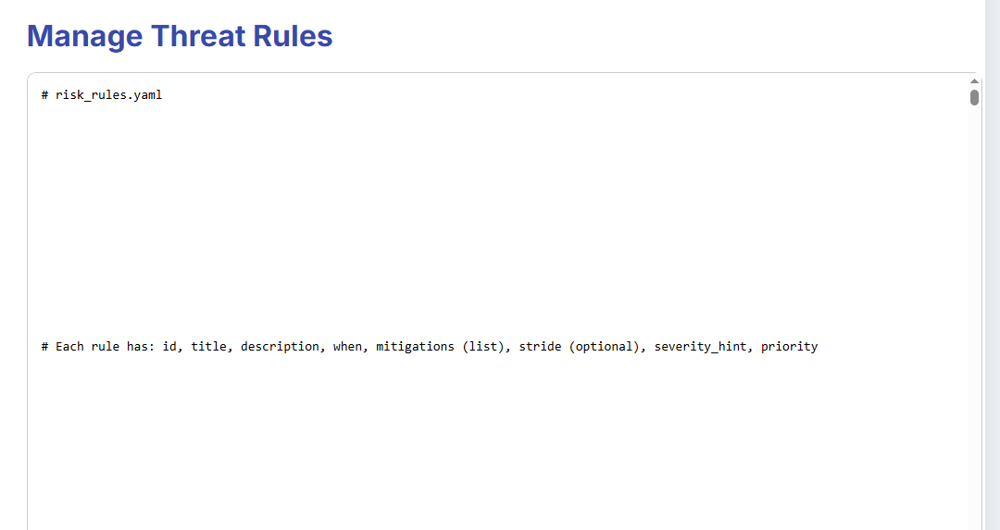 Manage Threat Rules
# risk_rules.yaml
# Each rule has: id, title, description, when, mitigations (list), stride (optional), severity_hint, priority